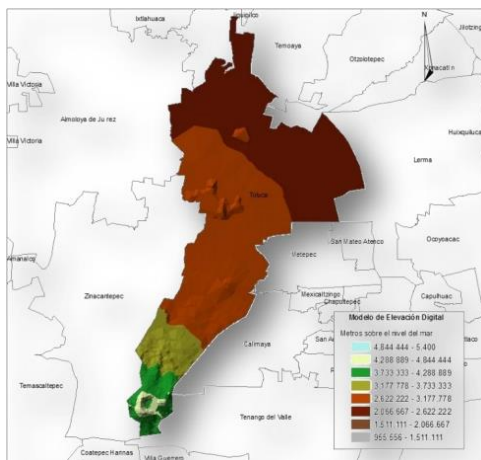 Ixtlahuaca
Jiquipilco
Temoaya
N
Jilotzingo
Otzolotepec
Xonacatlán
Villa Victoria
Almoloya de Juárez
Villa Victoria
Huixquiluca
Lerma
Toluca
San Mateo Atenco
Ocoyoacac
Metepec
Zinacantepec
Mexicaltzingo
Chapultepec
Capulhuac
Calimaya
Temascaltepec
Tenango del Valle
Coatepec Harinas
Modelo de Elevación Digital
Metros sobre el nivel del mar
4,844.444 - 5,400
4,288.889 - 4,844.444
3,733.333 - 4,288.889
3,177.778 - 3,733.333
2,622.222 - 3,177.778
2,066.667 - 2,622.222
1,511.111 - 2,066.667
955.556 - 1,511.111